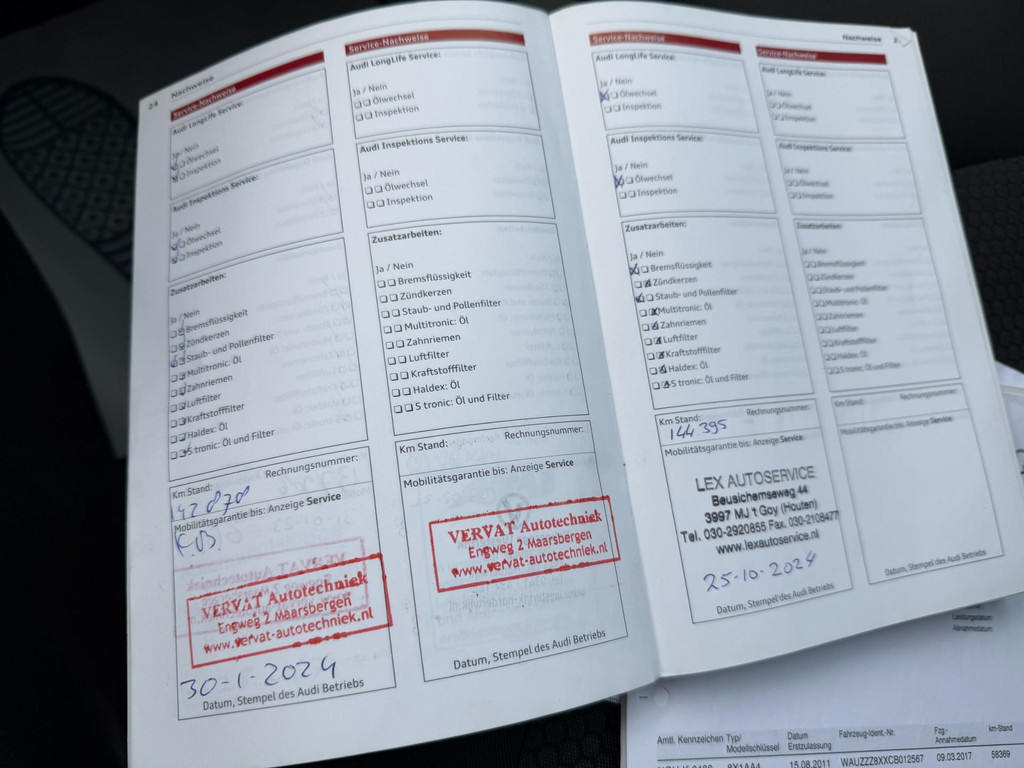 24 Nachweise
Service-Nachweise
Audi LongLife Service:
Ja / Nein
Ölwechsel
Inspektion
Audi Inspektions Service:
Ja / Nein
Ölwechsel
Inspektion
Zusatzarbeiten:
Ja / Nein
Bremsflüssigkeit
Zündkerzen
Staub- und Pollenfilter
Multitronic: Öl
Zahnriemen
Luftfilter
Kraftstofffilter
Haldex: Öl
S tronic: Öl und Filter
Km Stand: Rechnungsnummer:
142878
Mobilitätsgarantie bis: Anzeige Service
VERVAT Autotechniek
Engweg 2 Maarsbergen
www.vervat-autotechniek.nl
30-1-2024
Datum, Stempel des Audi Betriebs
Service-Nachweise
Audi LongLife Service:
Ja / Nein
Ölwechsel
Inspektion
Audi Inspektions Service:
Ja / Nein
Ölwechsel
Inspektion
Zusatzarbeiten:
Ja / Nein
Bremsflüssigkeit
Zündkerzen
Staub- und Pollenfilter
Multitronic: Öl
Zahnriemen
Luftfilter
Kraftstofffilter
Haldex: Öl
S tronic: Öl und Filter
Km Stand: Rechnungsnummer:
Mobilitätsgarantie bis: Anzeige Service
VERVAT Autotechniek
Engweg 2 Maarsbergen
www.vervat-autotechniek.nl
Datum, Stempel des Audi Betriebs
Nachweise
Service-Nachweise
Audi LongLife Service:
Ja / Nein
Ölwechsel
Inspektion
Audi Inspektions Service:
Ja / Nein
Ölwechsel
Inspektion
Zusatzarbeiten:
Ja / Nein
Bremsflüssigkeit
Zündkerzen
Staub- und Pollenfilter
Multitronic: Öl
Zahnriemen
Luftfilter
Kraftstofffilter
Haldex: Öl
S tronic: Öl und Filter
Km Stand: Rechnungsnummer:
144 395
Mobilitätsgarantie bis: Anzeige Service
LEX AUTOSERVICE
Beusichemseweg 44
3997 MJ 't Goy (Houten)
Tel. 030-2920855 Fax. 030-2108477
www.lexautoservice.nl
25-10-2024
Datum, Stempel des Audi Betriebs
Service-Nachweise
Audi LongLife Service:
Ja / Nein
Ölwechsel
Inspektion
Audi Inspektions Service:
Ja / Nein
Ölwechsel
Inspektion
Zusatzarbeiten:
Ja / Nein
Bremsflüssigkeit
Zündkerzen
Staub- und Pollenfilter
Multitronic: Öl
Zahnriemen
Luftfilter
Kraftstofffilter
Haldex: Öl
S tronic: Öl und Filter
Km Stand: Rechnungsnummer:
Mobilitätsgarantie bis: Anzeige Service
Datum, Stempel des Audi Betriebs
Leistungsdatum:
Abnahmedatum:
Amtl. Kennzeichen Typ/ Modellschlüssel Datum Erstzulassung Fahrzeug-Ident.-Nr. Fzg.-Annahmedatum km-Stand
8X1AA4 15.08.2011 WAUZZZ8XXCB012567 09.03.2017 58369